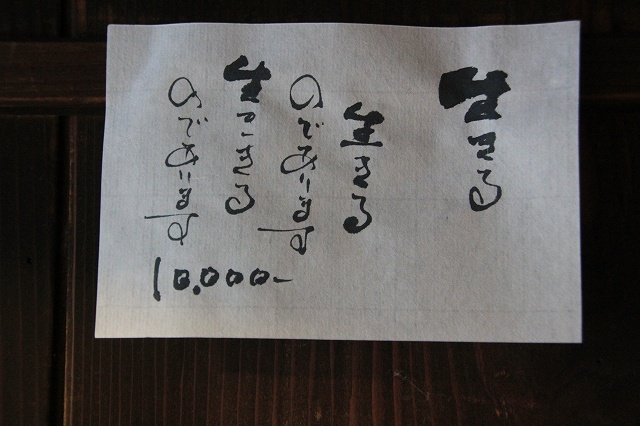 生きる
生きる
のであります
生ききる
のであります
10,000-